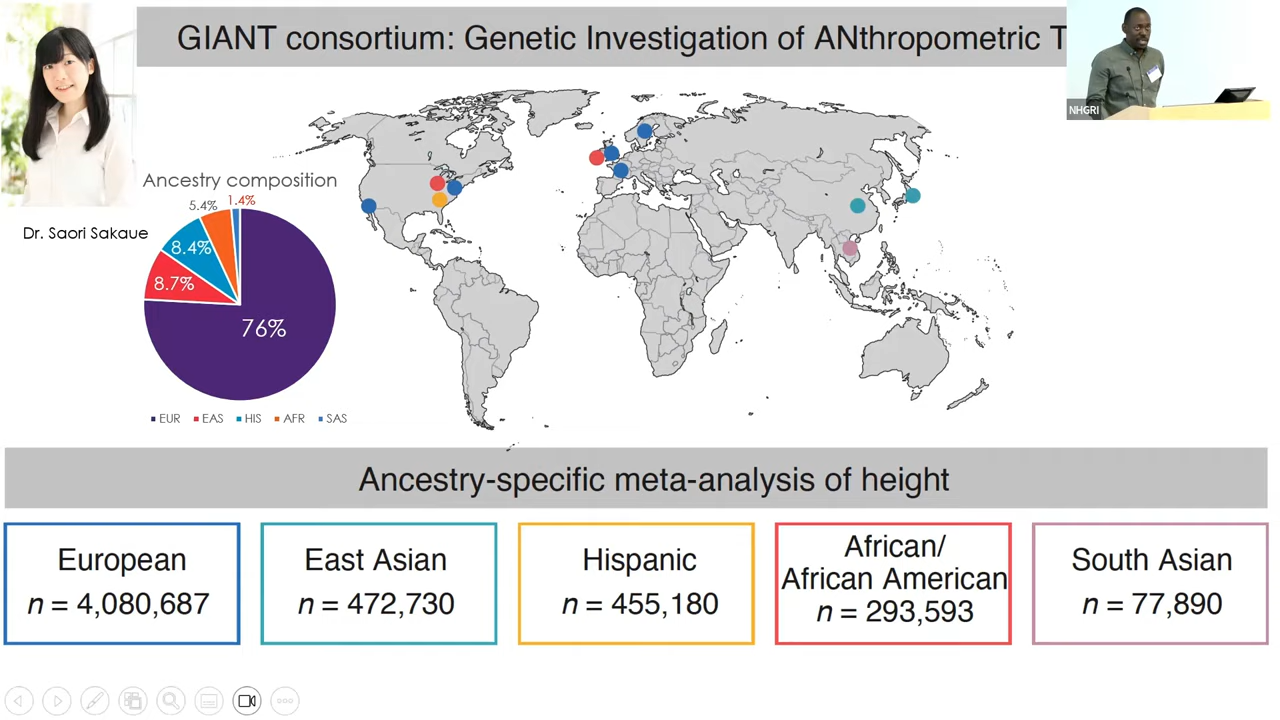 GIANT consortium: Genetic Investigation of ANthropometric T
NHGRI
Dr. Saori Sakaue
Ancestry composition
5.4%
1.4%
8.4%
8.7%
76%
EUR EAS HIS AFR SAS
Ancestry-specific meta-analysis of height
European
n = 4,080,687
East Asian
n = 472,730
Hispanic
n = 455,180
African/
African American
n = 293,593
South Asian
n = 77,890